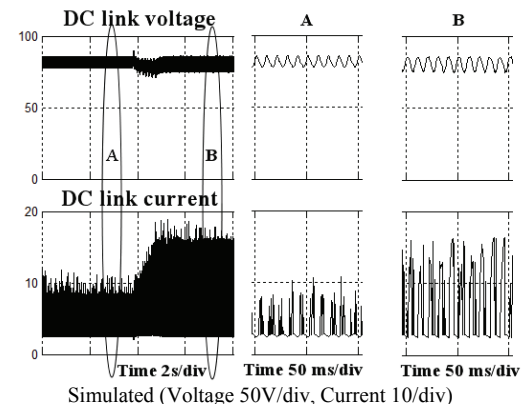 DC link voltage A B
100
50
A B
0
DC link current
20
10
0
Time 2s/div Time 50 ms/div Time 50 ms/div
Simulated (Voltage 50V/div, Current 10/div)